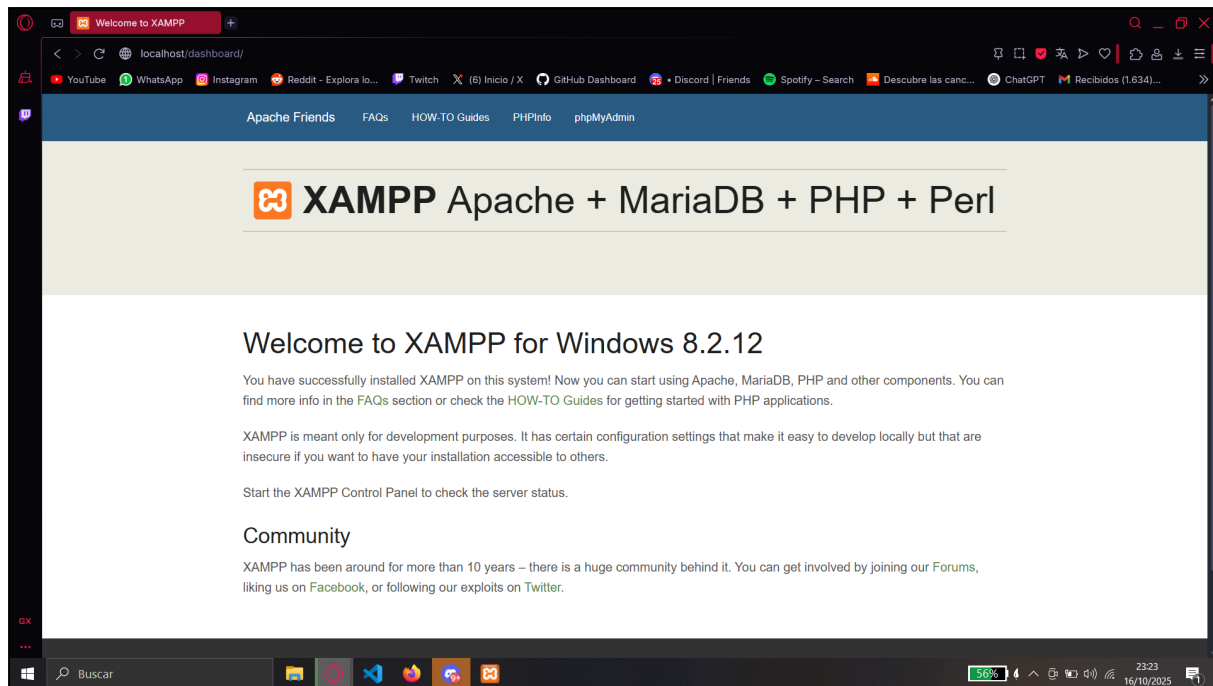 Welcome to XAMPP
localhost/dashboard/
YouTube WhatsApp Instagram Reddit - Explora lo... Twitch (6) Inicio / X GitHub Dashboard • Discord | Friends Spotify – Search Descubre las canc... ChatGPT Recibidos (1.634)...
Apache Friends FAQs HOW-TO Guides PHPInfo phpMyAdmin
XAMPP Apache + MariaDB + PHP + Perl
Welcome to XAMPP for Windows 8.2.12
You have successfully installed XAMPP on this system! Now you can start using Apache, MariaDB, PHP and other components. You can
find more info in the FAQs section or check the HOW-TO Guides for getting started with PHP applications.
XAMPP is meant only for development purposes. It has certain configuration settings that make it easy to develop locally but that are
insecure if you want to have your installation accessible to others.
Start the XAMPP Control Panel to check the server status.
Community
XAMPP has been around for more than 10 years – there is a huge community behind it. You can get involved by joining our Forums,
liking us on Facebook, or following our exploits on Twitter.
GX
Buscar
56%
23:23
16/10/2025